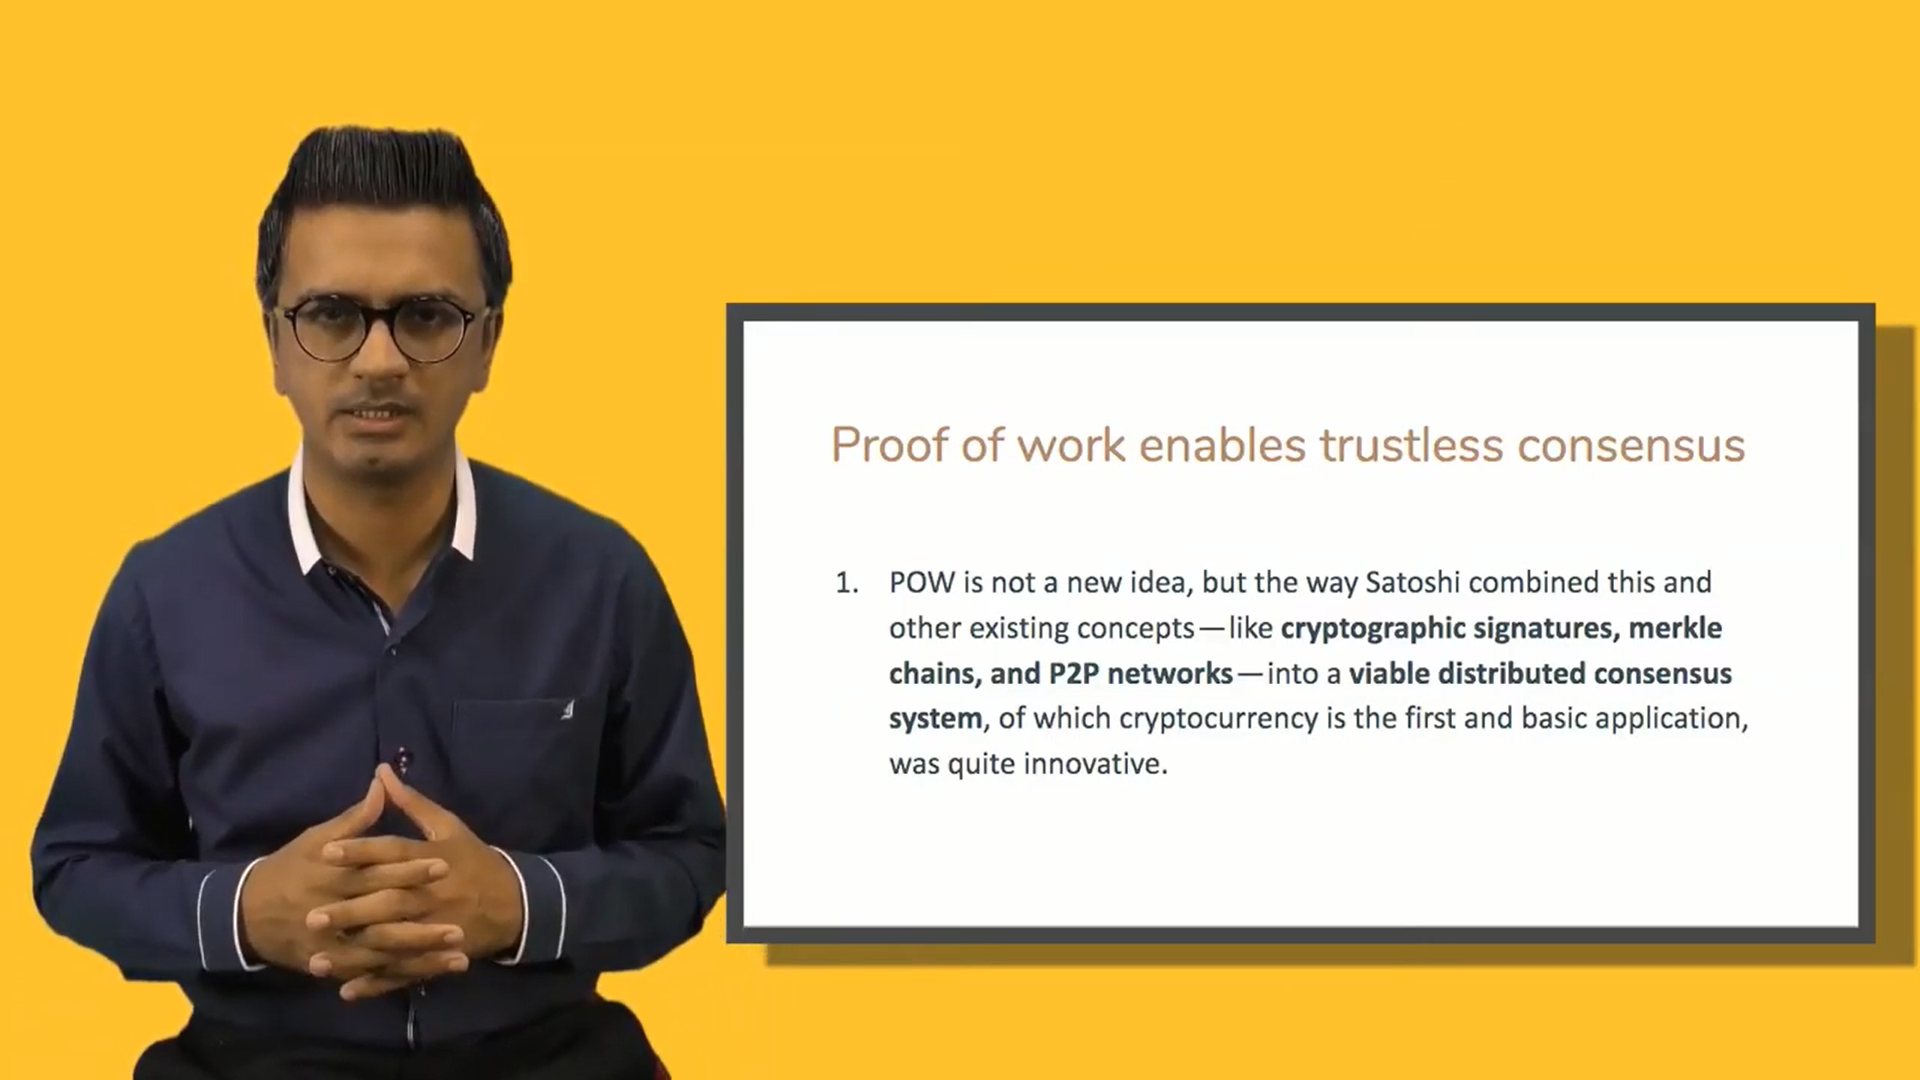 Proof of work enables trustless consensus
1. POW is not a new idea, but the way Satoshi combined this and
other existing concepts—like cryptographic signatures, merkle
chains, and P2P networks—into a viable distributed consensus
system, of which cryptocurrency is the first and basic application,
was quite innovative.